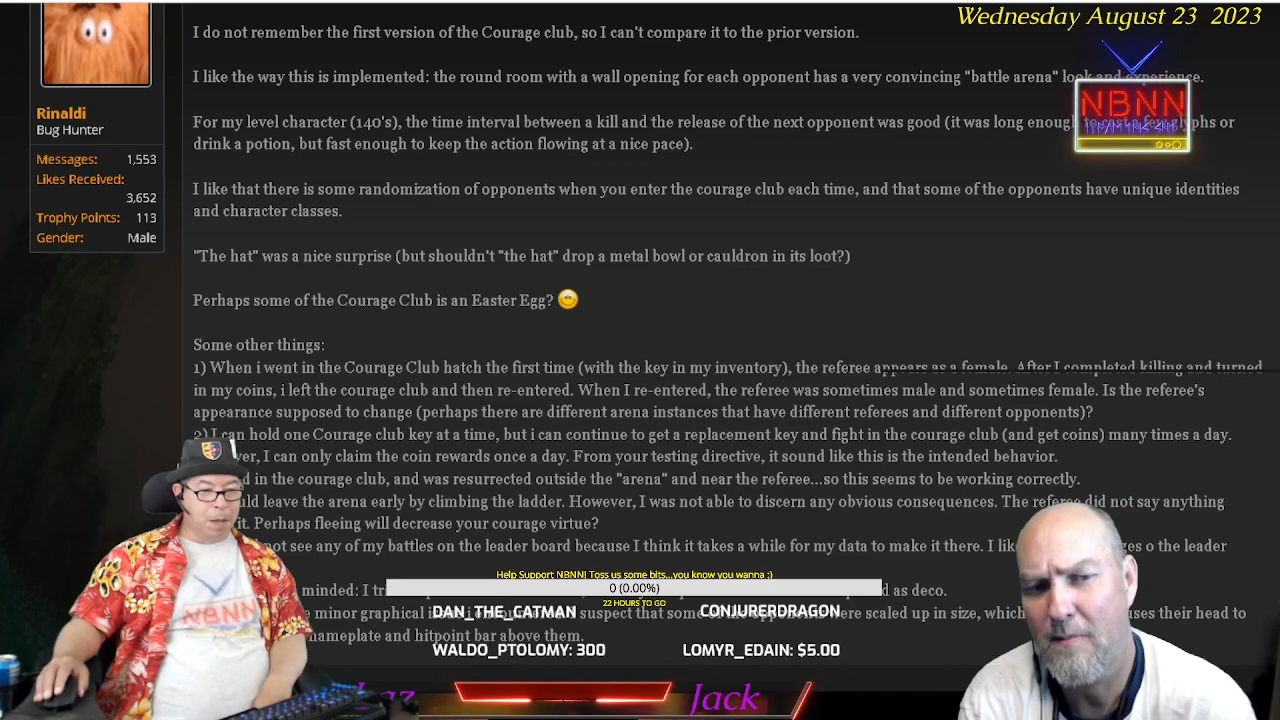 Wednesday August 23 2023
I do not remember the first version of the Courage club, so I can't compare it to the prior version.
I like the way this is implemented: the round room with a wall opening for each opponent has a very convincing "battle arena" look and experience.
NBNN
Rinaldi
Bug Hunter
For my level character (140's), the time interval between a kill and the release of the next opponent was good (it was long enough to cast a few glyphs or
drink a potion, but fast enough to keep the action flowing at a nice pace).
Messages: 1,553
Likes Received:
3,652
Trophy Points: 113
Gender: Male
I like that there is some randomization of opponents when you enter the courage club each time, and that some of the opponents have unique identities
and character classes.
"The hat" was a nice surprise (but shouldn't "the hat" drop a metal bowl or cauldron in its loot?)
Perhaps some of the Courage Club is an Easter Egg?
Some other things:
1) When i went in the Courage Club hatch the first time (with the key in my inventory), the referee appears as a female. After I completed killing and turned
in my coins, i left the courage club and then re-entered. When I re-entered, the referee was sometimes male and sometimes female. Is the referee's
appearance supposed to change (perhaps there are different arena instances that have different referees and different opponents)?
2) I can hold one Courage club key at a time, but i can continue to get a replacement key and fight in the courage club (and get coins) many times a day.
I can only claim the coin rewards once a day. From your testing directive, it sound like this is the intended behavior.
in the courage club, and was resurrected outside the "arena" and near the referee...so this seems to be working correctly.
leave the arena early by climbing the ladder. However, I was not able to discern any obvious consequences. The referee did not say anything
it. Perhaps fleeing will decrease your courage virtue?
not see any of my battles on the leader board because I think it takes a while for my data to make it there. I o the leader
Help Support NBNN! Toss us some bits...you know you wanna :)
0 (0.00%)
22 HOURS TO GO
minded: I as deco.
DAN_THE_CATMAN CONJURERDRAGON
minor graphical suspect that some were scaled up in size, their head to
nameplate and hitpoint bar above them.
WALDO_PTOLOMY: 300 LOMYR_EDAIN: $5.00
Jack
NBNN